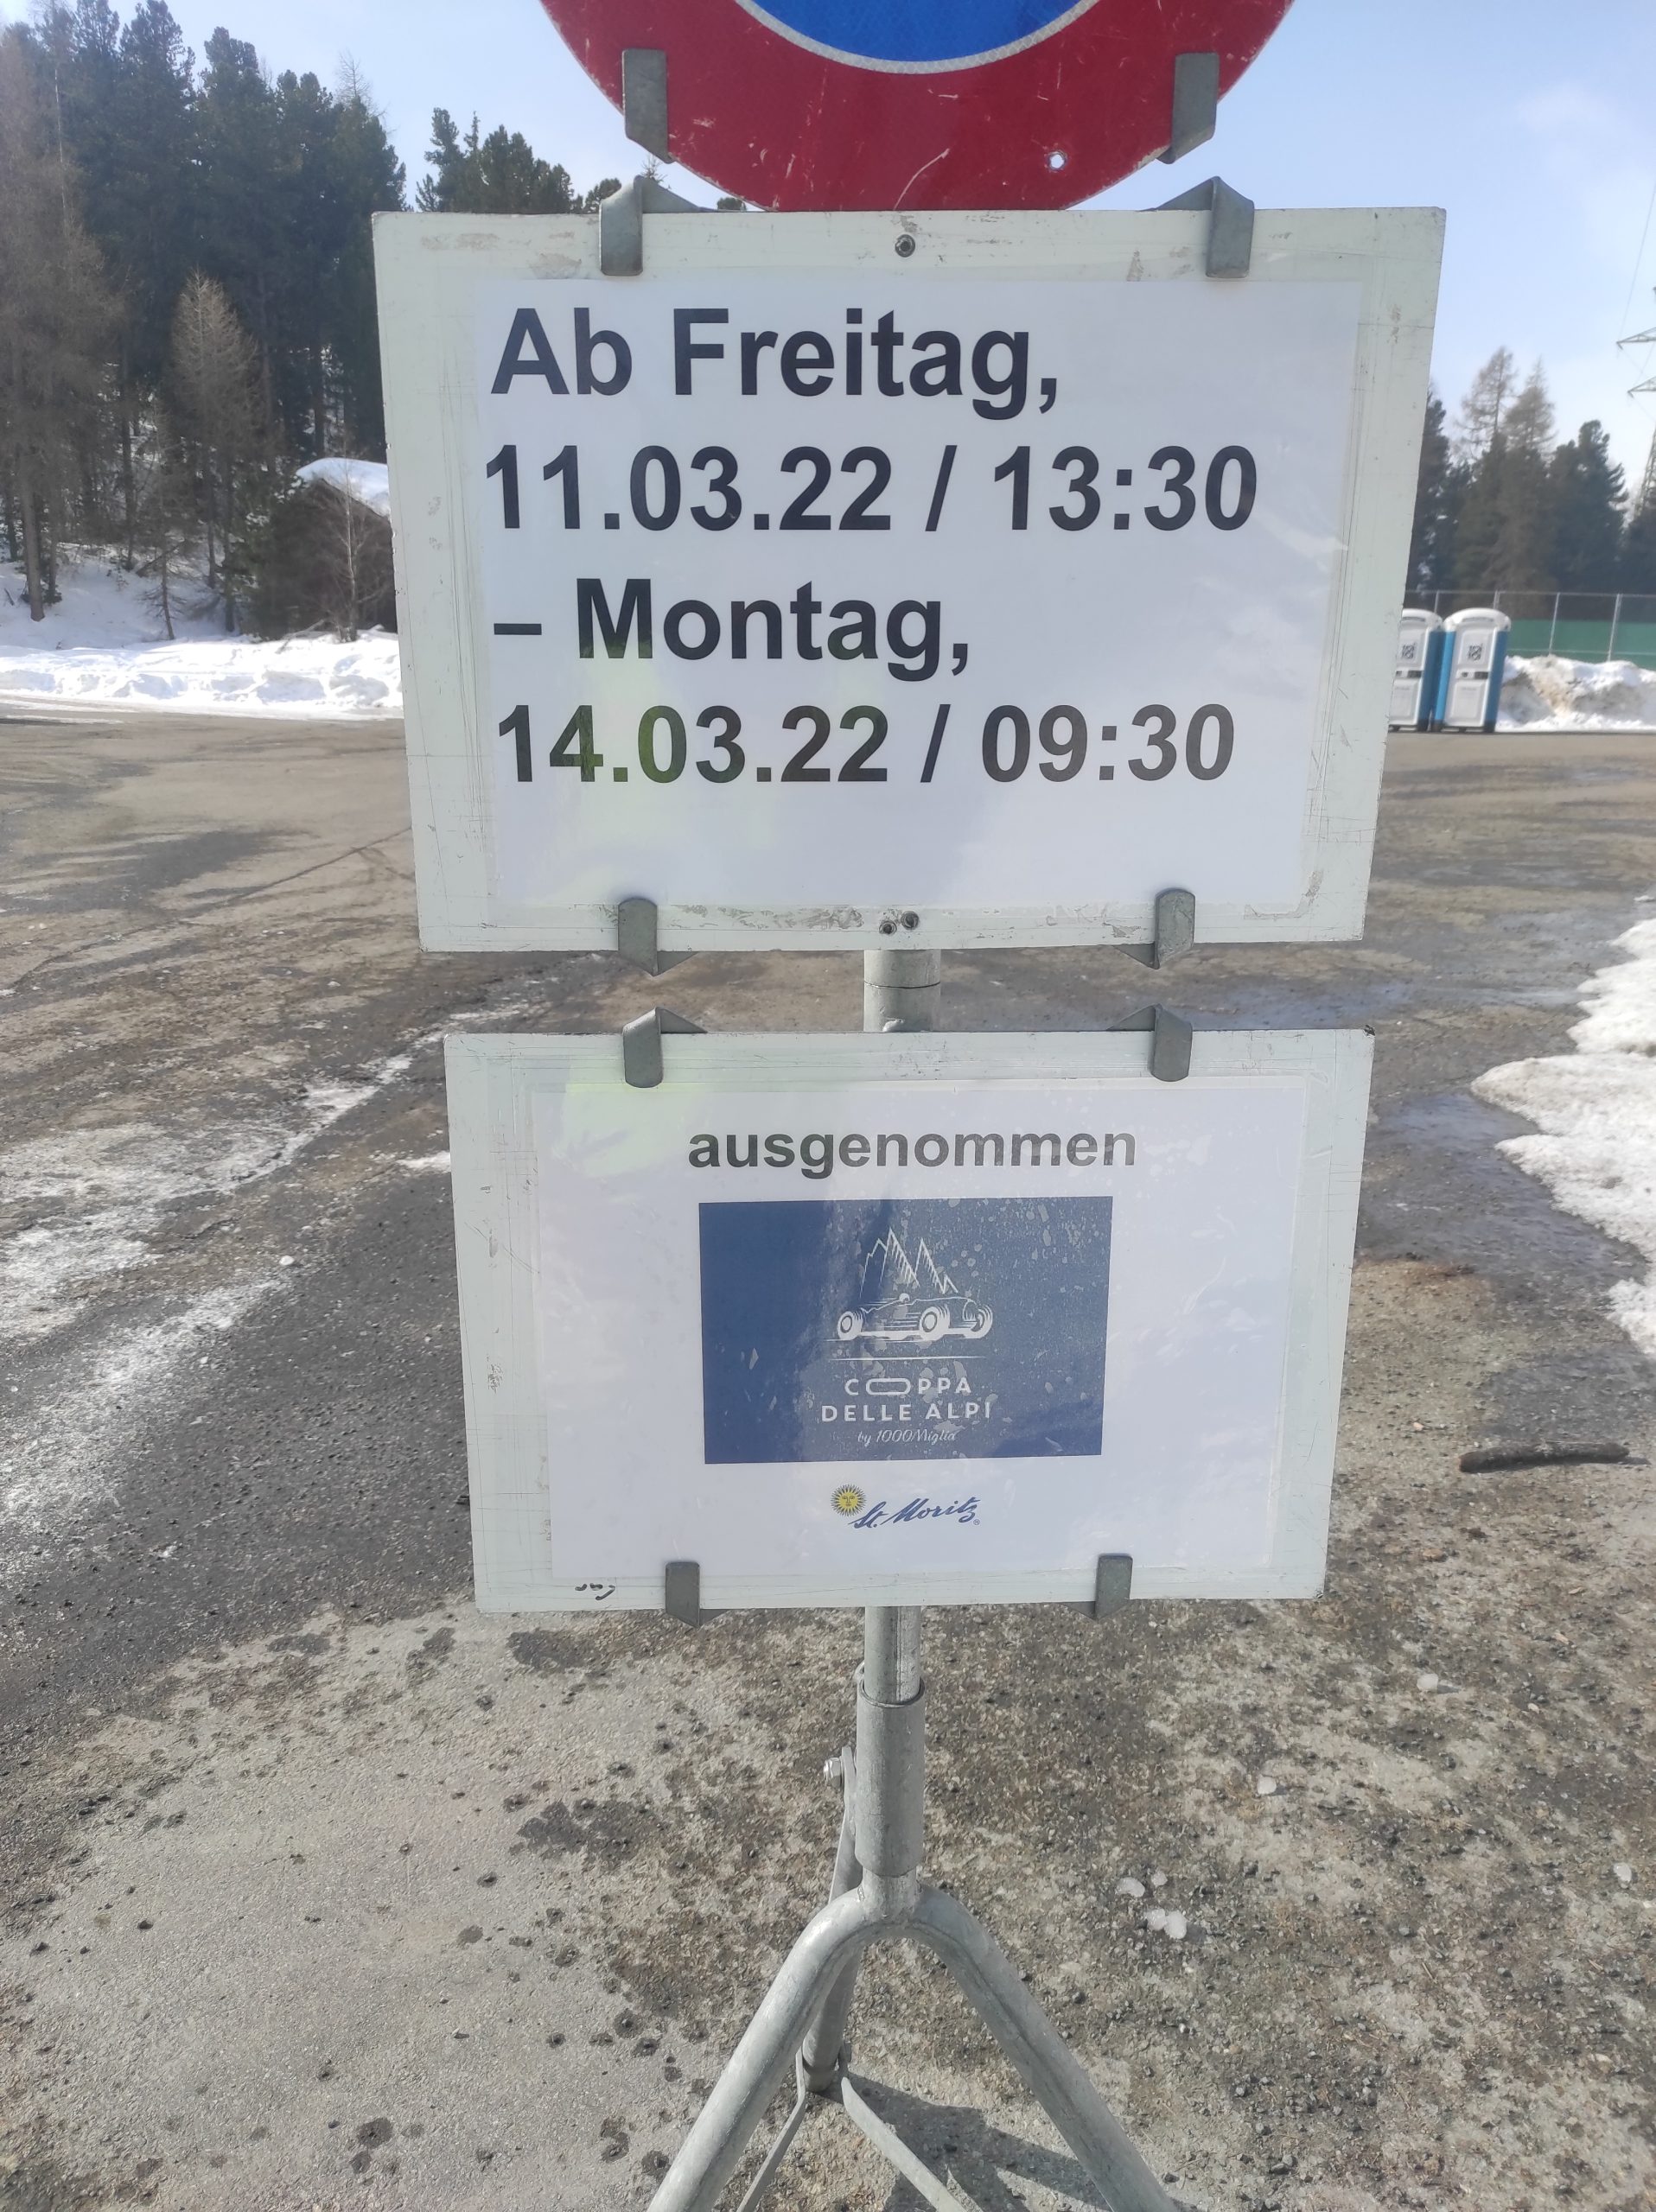 Ab Freitag,
11.03.22 / 13:30
– Montag,
14.03.22 / 09:30
ausgenommen
COPPA
DELLE ALPI
by 1000Miglia
St. Moritz